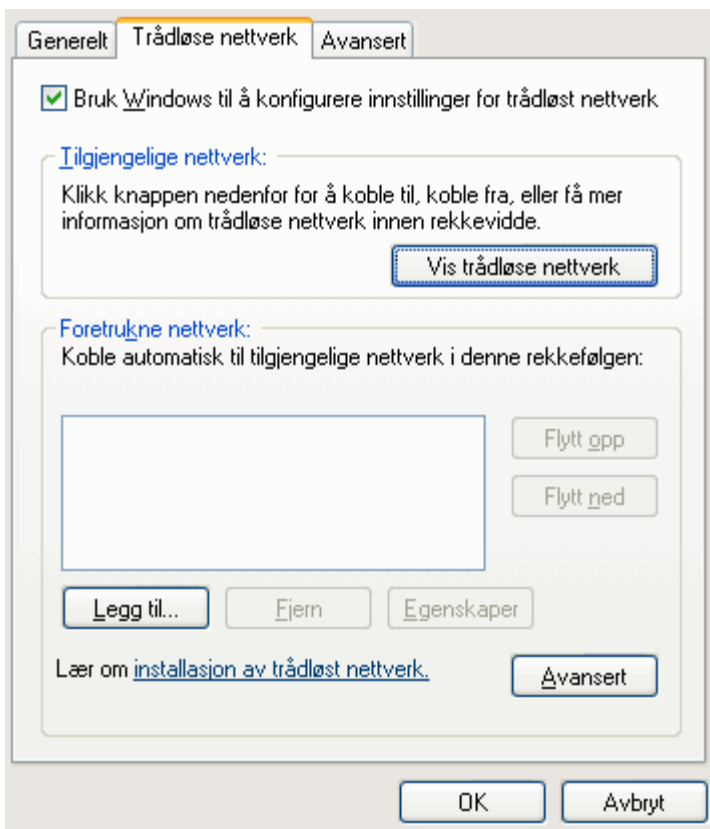 Generelt Trådløse nettverk Avansert
Bruk Windows til å konfigurere innstillinger for trådløst nettverk
Tilgjengelige nettverk:
Klikk knappen nedenfor for å koble til, koble fra, eller få mer
informasjon om trådløse nettverk innen rekkevidde.
Vis trådløse nettverk
Foretrukne nettverk:
Koble automatisk til tilgjengelige nettverk i denne rekkefølgen:
Flytt opp
Flytt ned
Legg til... Fjern Egenskaper
Lær om installasjon av trådløst nettverk.
Avansert
OK Avbryt